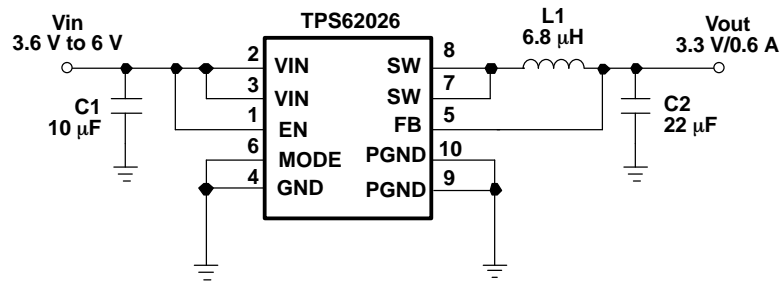 TPS62026
Vin
3.6 V to 6 V
L1
6.8 μH
Vout
3.3 V/0.6 A
2 VIN SW 8
3 VIN SW 7
1 EN FB 5
6 MODE PGND 10
4 GND PGND 9
C1
10 μF
C2
22 μF